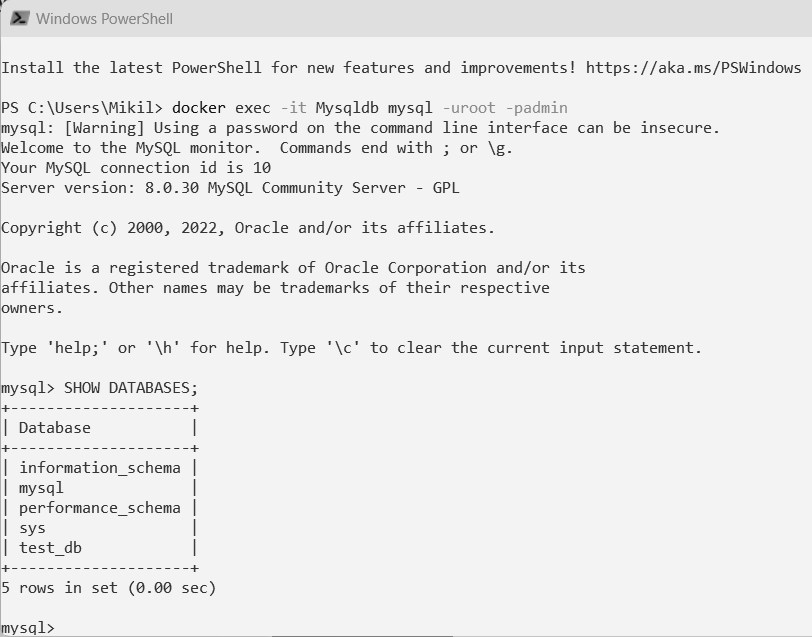 Windows PowerShell
Install the latest PowerShell for new features and improvements! https://aka.ms/PSWindows
PS C:\Users\Mikil> docker exec -it Mysqldb mysql -uroot -padmin
mysql: [Warning] Using a password on the command line interface can be insecure.
Welcome to the MySQL monitor.  Commands end with ; or \g.
Your MySQL connection id is 10
Server version: 8.0.30 MySQL Community Server - GPL
Copyright (c) 2000, 2022, Oracle and/or its affiliates.
Oracle is a registered trademark of Oracle Corporation and/or its
affiliates. Other names may be trademarks of their respective
owners.
Type 'help;' or '\h' for help. Type '\c' to clear the current input statement.
mysql> SHOW DATABASES;
+--------------------+
| Database           |
+--------------------+
| information_schema |
| mysql              |
| performance_schema |
| sys                |
| test_db            |
+--------------------+
5 rows in set (0.00 sec)
mysql>